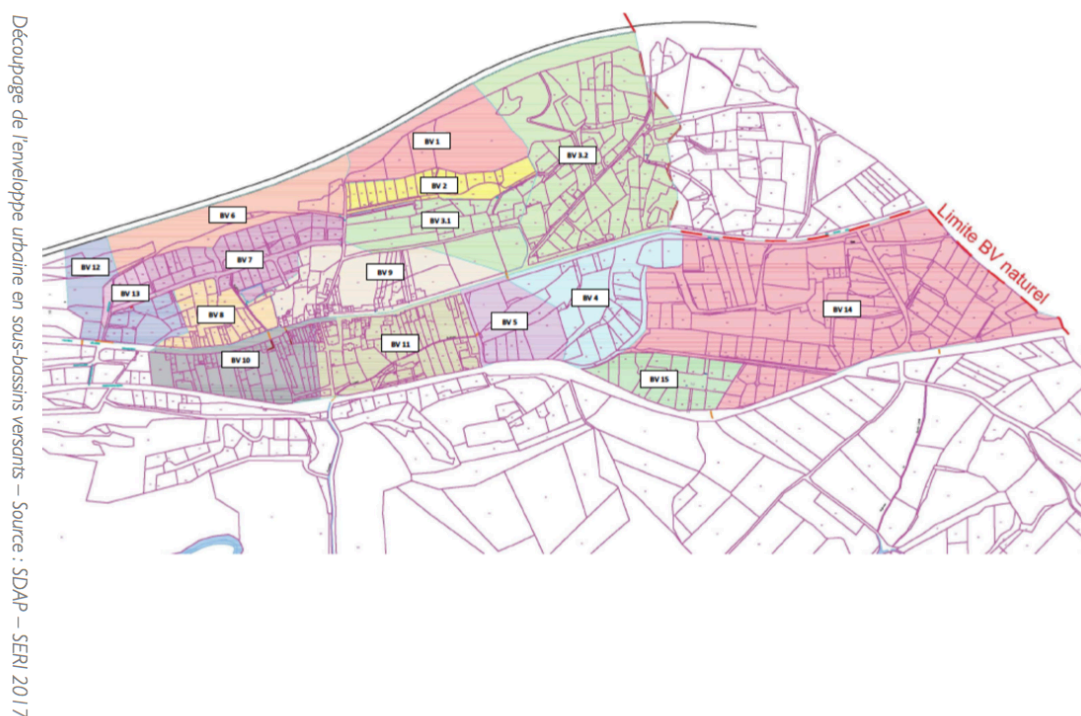 Découpage de l'enveloppe urbaine en sous-bassins versants – Source : SDAP – SERI 2017
BV 1
BV 3.2
BV 2
BV 6
BV 3.1
Limite BV naturel
BV 7
BV 12
BV 9
BV 13
BV 4
BV 14
BV 8
BV 5
BV 11
BV 10
BV 15